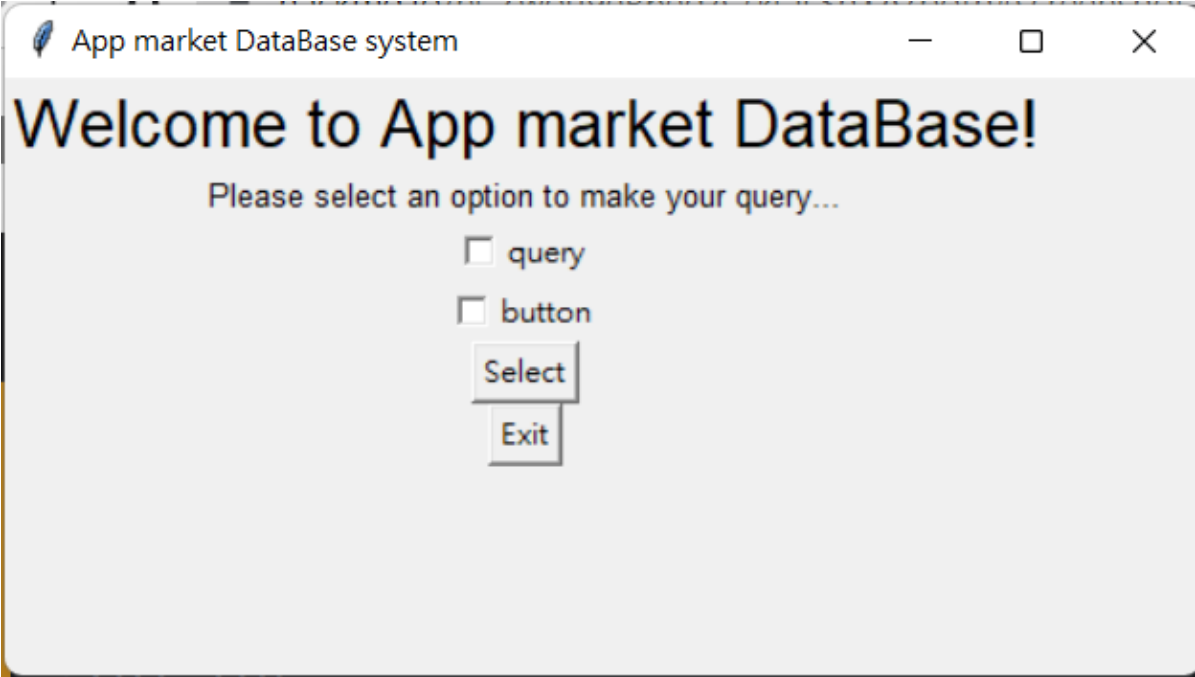 App market DataBase system
Welcome to App market DataBase!
Please select an option to make your query...
query
button
Select
Exit